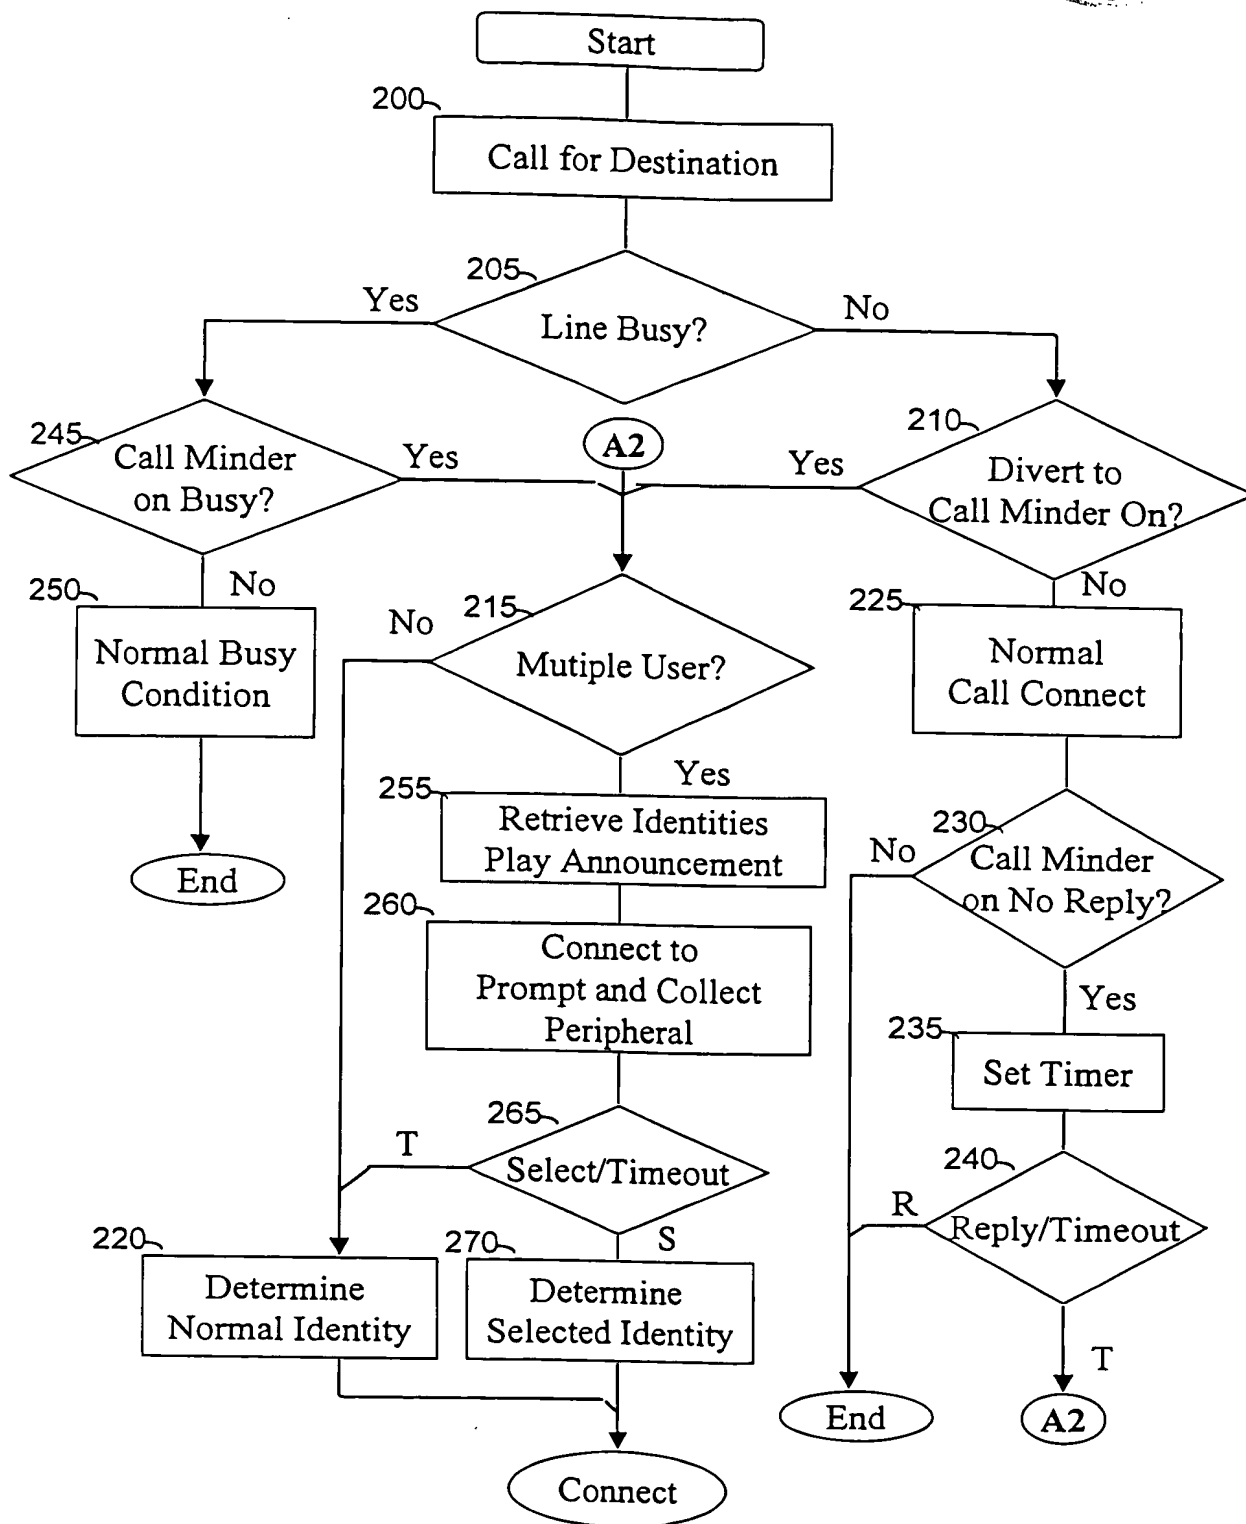 Start
200
Call for Destination
205
Yes
Line Busy?
No
245
Call Minder
on Busy?
Yes
A2
Yes
210
Divert to
Call Minder On?
No
250
Normal Busy
Condition
End
No
215
Mutiple User?
Yes
No
225
Normal
Call Connect
255
Retrieve Identities
Play Announcement
260
Connect to
Prompt and Collect
Peripheral
No
230
Call Minder
on No Reply?
Yes
235
Set Timer
T
265
Select/Timeout
S
R
240
Reply/Timeout
T
220
Determine
Normal Identity
270
Determine
Selected Identity
End
A2
Connect